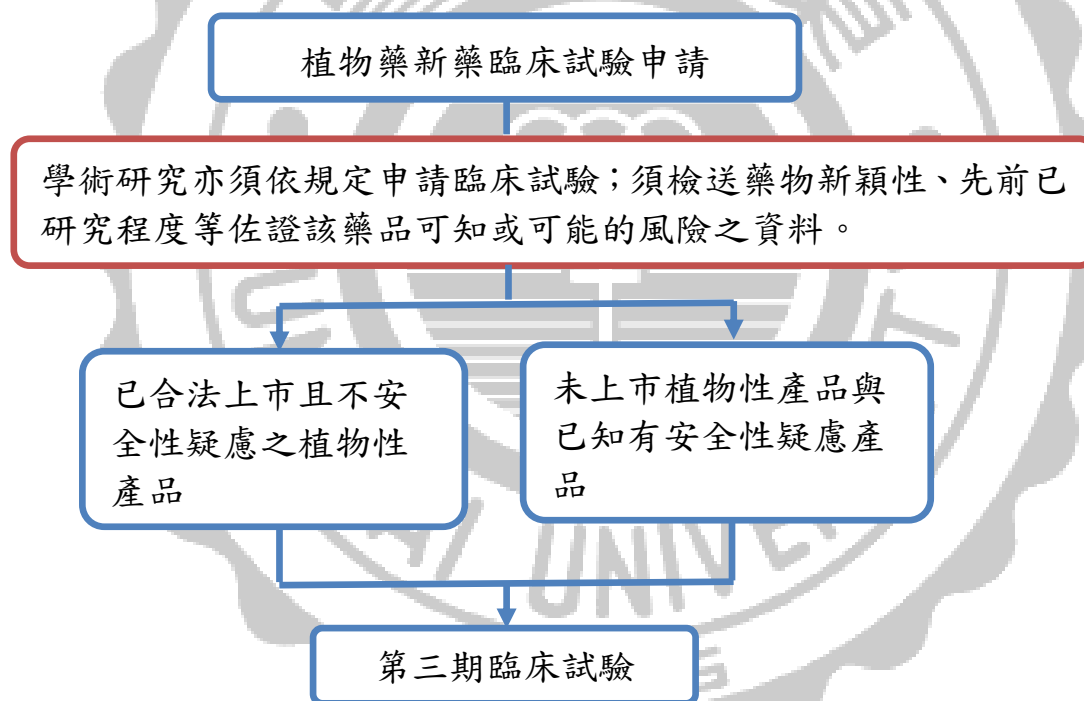 植物藥新藥臨床試驗申請
學術研究亦須依規定申請臨床試驗；須檢送藥物新穎性、先前已
研究程度等佐證該藥品可知或可能的風險之資料。
已合法上市且不安
全性疑慮之植物性
產品
未上市植物性產品與
已知有安全性疑慮產
品
第三期臨床試驗